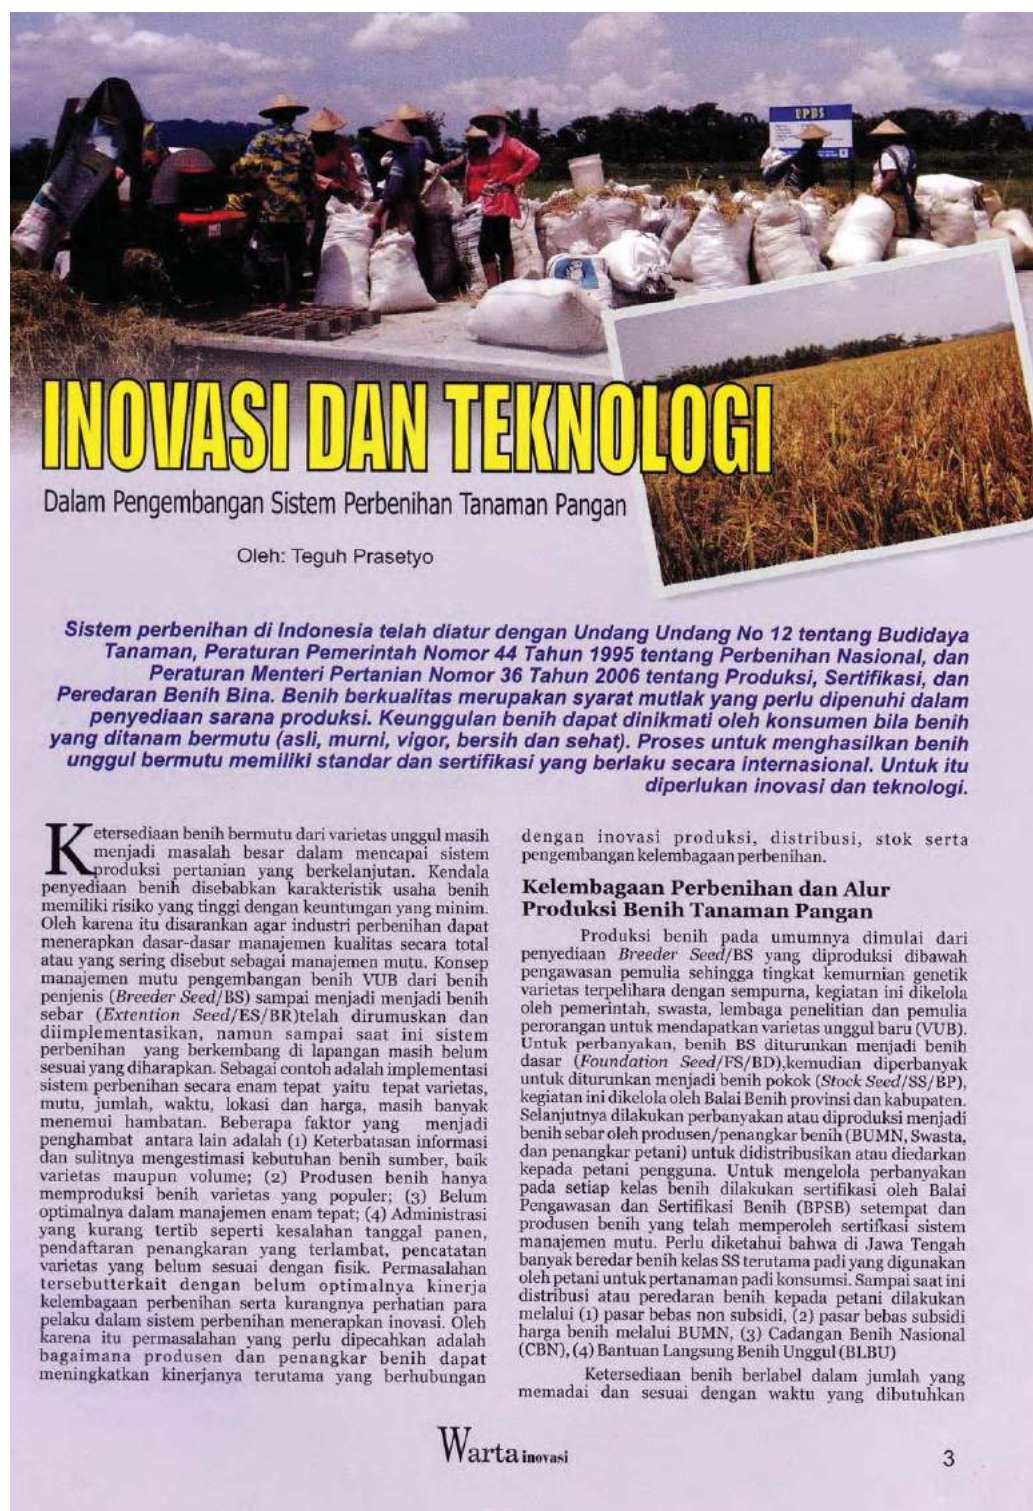 UPBS
INOVASI DAN TEKNOLOGI
Dalam Pengembangan Sistem Perbenihan Tanaman Pangan
Oleh: Teguh Prasetyo
Sistem perbenihan di Indonesia telah diatur dengan Undang Undang No 12 tentang Budidaya
Tanaman, Peraturan Pemerintah Nomor 44 Tahun 1995 tentang Perbenihan Nasional, dan
Peraturan Menteri Pertanian Nomor 36 Tahun 2006 tentang Produksi, Sertifikasi, dan
Peredaran Benih Bina. Benih berkualitas merupakan syarat mutlak yang perlu dipenuhi dalam
penyediaan sarana produksi. Keunggulan benih dapat dinikmati oleh konsumen bila benih
yang ditanam bermutu (asli, murni, vigor, bersih dan sehat). Proses untuk menghasilkan benih
unggul bermutu memiliki standar dan sertifikasi yang berlaku secara internasional. Untuk itu
diperlukan inovasi dan teknologi.
Ketersediaan benih bermutu dari varietas unggul masih
menjadi masalah besar dalam mencapai sistem
produksi pertanian yang berkelanjutan. Kendala
penyediaan benih disebabkan karakteristik usaha benih
memiliki risiko yang tinggi dengan keuntungan yang minim.
Oleh karena itu disarankan agar industri perbenihan dapat
menerapkan dasar-dasar manajemen kualitas secara total
atau yang sering disebut sebagai manajemen mutu. Konsep
manajemen mutu pengembangan benih VUB dari benih
penjenis (Breeder Seed/BS) sampai menjadi menjadi benih
sebar (Extention Seed/ES/BR)telah dirumuskan dan
diimplementasikan, namun sampai saat ini sistem
perbenihan yang berkembang di lapangan masih belum
sesuai yang diharapkan. Sebagai contoh adalah implementasi
sistem perbenihan secara enam tepat yaitu tepat varietas,
mutu, jumlah, waktu, lokasi dan harga, masih banyak
menemui hambatan. Beberapa faktor yang menjadi
penghambat antara lain adalah (1) Keterbatasan informasi
dan sulitnya mengestimasi kebutuhan benih sumber, baik
varietas maupun volume; (2) Produsen benih hanya
memproduksi benih varietas yang populer; (3) Belum
optimalnya dalam manajemen enam tepat; (4) Administrasi
yang kurang tertib seperti kesalahan tanggal panen,
pendaftaran penangkaran yang terlambat, pencatatan
varietas yang belum sesuai dengan fisik. Permasalahan
tersebutterkait dengan belum optimalnya kinerja
kelembagaan perbenihan serta kurangnya perhatian para
pelaku dalam sistem perbenihan menerapkan inovasi. Oleh
karena itu permasalahan yang perlu dipecahkan adalah
bagaimana produsen dan penangkar benih dapat
meningkatkan kinerjanya terutama yang berhubungan
dengan inovasi produksi, distribusi, stok serta
pengembangan kelembagaan perbenihan.
Kelembagaan Perbenihan dan Alur
Produksi Benih Tanaman Pangan
Produksi benih pada umumnya dimulai dari
penyediaan Breeder Seed/BS yang diproduksi dibawah
pengawasan pemulia sehingga tingkat kemurnian genetik
varietas terpelihara dengan sempurna, kegiatan ini dikelola
oleh pemerintah, swasta, lembaga penelitian dan pemulia
perorangan untuk mendapatkan varietas unggul baru (VUB).
Untuk perbanyakan, benih BS diturunkan menjadi benih
dasar (Foundation Seed/FS/BD),kemudian diperbanyak
untuk diturunkan menjadi benih pokok (Stock Seed/SS/BP),
kegiatan ini dikelola oleh Balai Benih provinsi dan kabupaten.
Selanjutnya dilakukan perbanyakan atau diproduksi menjadi
benih sebar oleh produsen/penangkar benih (BUMN, Swasta,
dan penangkar petani) untuk didistribusikan atau diedarkan
kepada petani pengguna. Untuk mengelola perbanyakan
pada setiap kelas benih dilakukan sertifikasi oleh Balai
Pengawasan dan Sertifikasi Benih (BPSB) setempat dan
produsen benih yang telah memperoleh sertifkasi sistem
manajemen mutu. Perlu diketahui bahwa di Jawa Tengah
banyak beredar benih kelas SS terutama padi yang digunakan
oleh petani untuk pertanaman padi konsumsi. Sampai saat ini
distribusi atau peredaran benih kepada petani dilakukan
melalui (1) pasar bebas non subsidi, (2) pasar bebas subsidi
harga benih melalui BUMN, (3) Cadangan Benih Nasional
(CBN), (4) Bantuan Langsung Benih Unggul (BLBU)
Ketersediaan benih berlabel dalam jumlah yang
memadai dan sesuai dengan waktu yang dibutuhkan
Warta inovasi
3